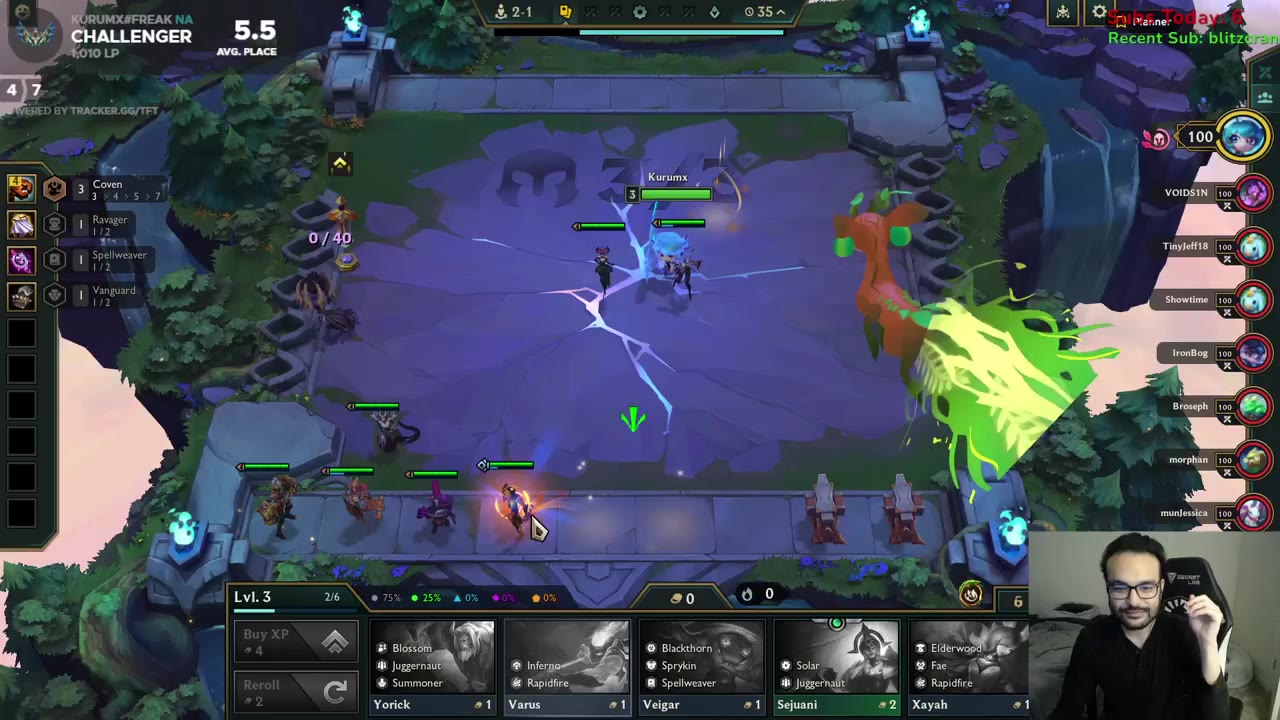 KURUMX#FREAK NA
CHALLENGER
1,010 LP
5.5
AVG. PLACE
4 7
POWERED BY TRACKER.GG/TFT
2-1
35
Planner
Subs Today: 6
Recent Sub: blitzcran
3
Coven
3 > 4 > 5 > 7
1
Ravager
1 / 2
1
Spellweaver
1 / 2
1
Vanguard
1 / 2
0 / 40
Kurumx
3
100
VOIDS1N 100
TinyJeff18 100
Showtime 100
IronBog 100
Broseph 100
morphan 100
munJessica 100
Lvl. 3
2/6
75%
25%
0%
0%
0%
0
0
6
Buy XP
4
Reroll
2
Blossom
Juggernaut
Summoner
Yorick
1
Inferno
Rapidfire
Varus
1
Blackthorn
Sprykin
Spellweaver
Veigar
1
Solar
Juggernaut
Sejuani
2
Elderwood
Fae
Rapidfire
Xayah
1
SECRET LAB